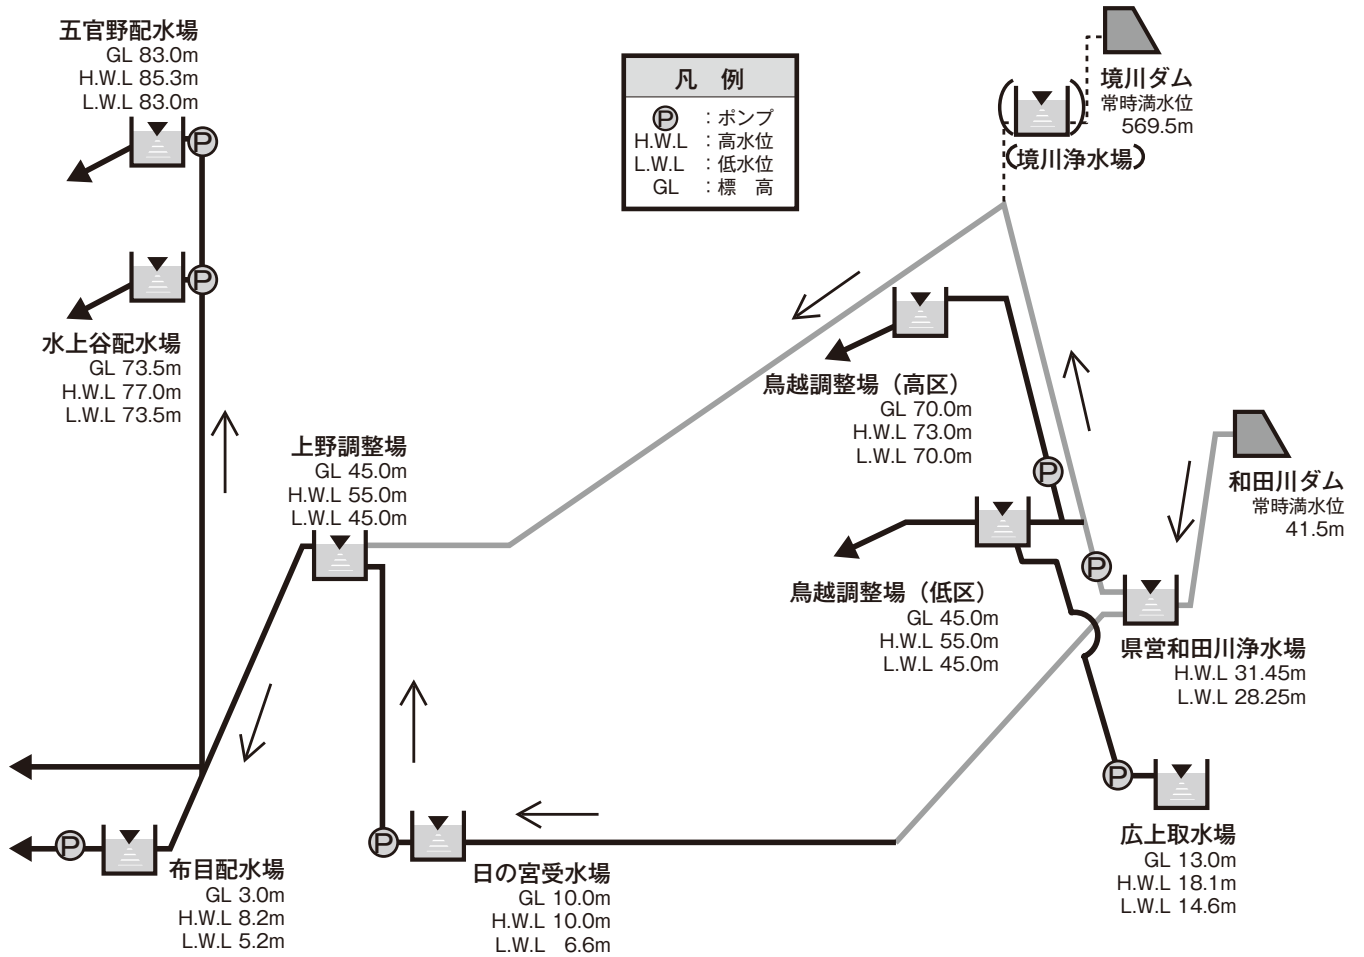 五官野配水場
GL 83.0m
H.W.L 85.3m
L.W.L 83.0m
P
凡 例
P ：ポンプ
H.W.L ：高水位
L.W.L ：低水位
GL ：標 高
境川ダム
常時満水位
569.5m
(境川浄水場)
P
水上谷配水場
GL 73.5m
H.W.L 77.0m
L.W.L 73.5m
鳥越調整場（高区）
GL 70.0m
H.W.L 73.0m
L.W.L 70.0m
P
上野調整場
GL 45.0m
H.W.L 55.0m
L.W.L 45.0m
和田川ダム
常時満水位
41.5m
P
鳥越調整場（低区）
GL 45.0m
H.W.L 55.0m
L.W.L 45.0m
県営和田川浄水場
H.W.L 31.45m
L.W.L 28.25m
P
広上取水場
GL 13.0m
H.W.L 18.1m
L.W.L 14.6m
P
布目配水場
GL 3.0m
H.W.L 8.2m
L.W.L 5.2m
P
日の宮受水場
GL 10.0m
H.W.L 10.0m
L.W.L 6.6m